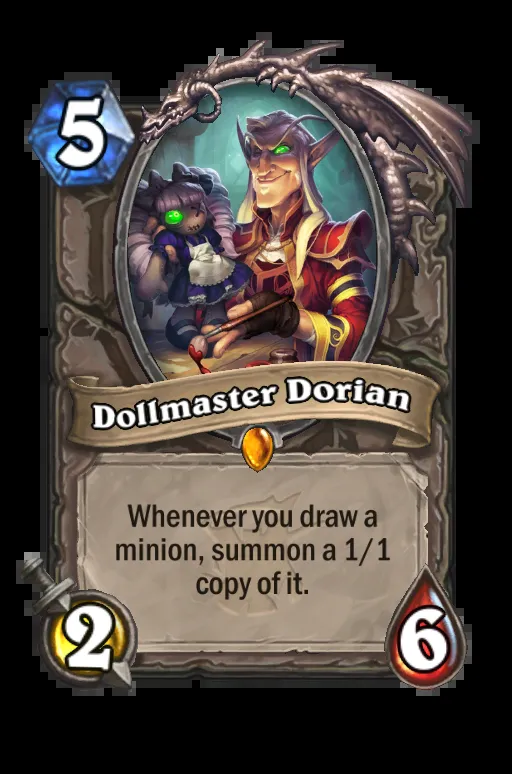 5
Dollmaster Dorian
Whenever you draw a
minion, summon a 1/1
copy of it.
2
6